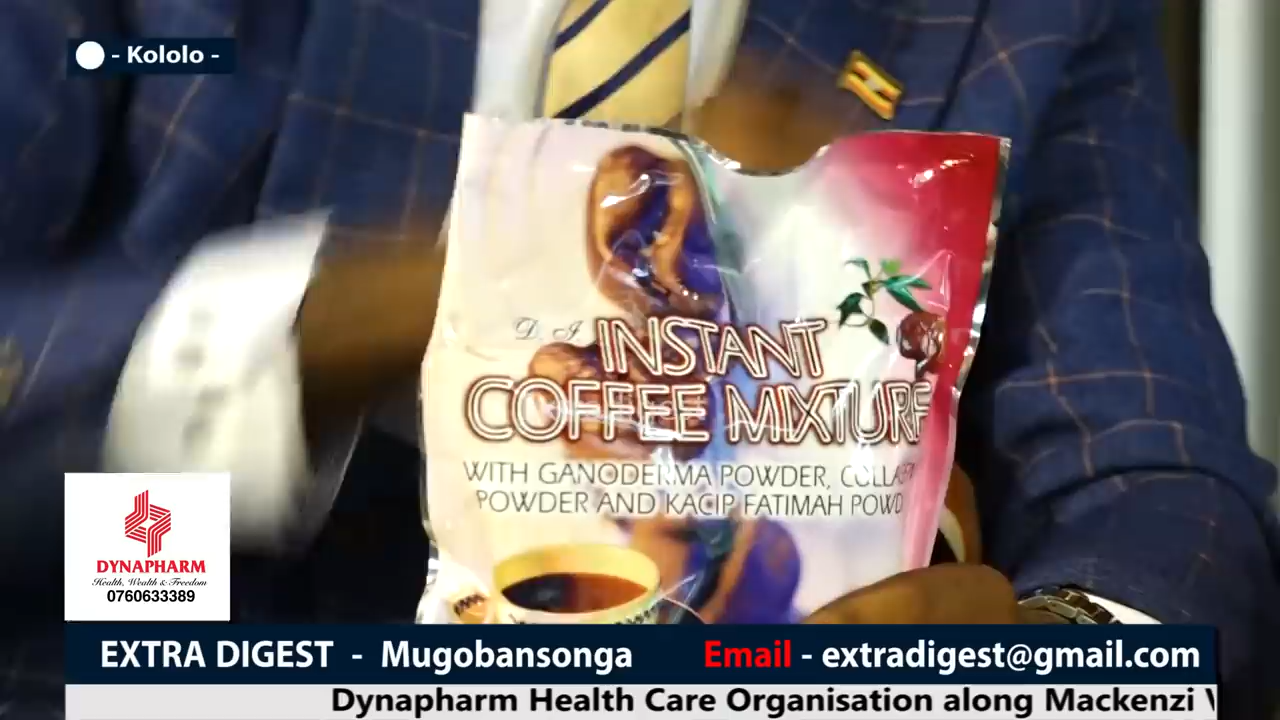 - Kololo -
D. I. INSTANT
COFFEE MIXTURE
WITH GANODERMA POWDER,
POWDER AND KACIP FATIMAH
DYNAPHARM
Health, Wealth & Freedom
0760633389
EXTRA DIGEST - Mugobansonga Email - extradigest@gmail.com
Dynapharm Health Care Organisation along Mackenzi